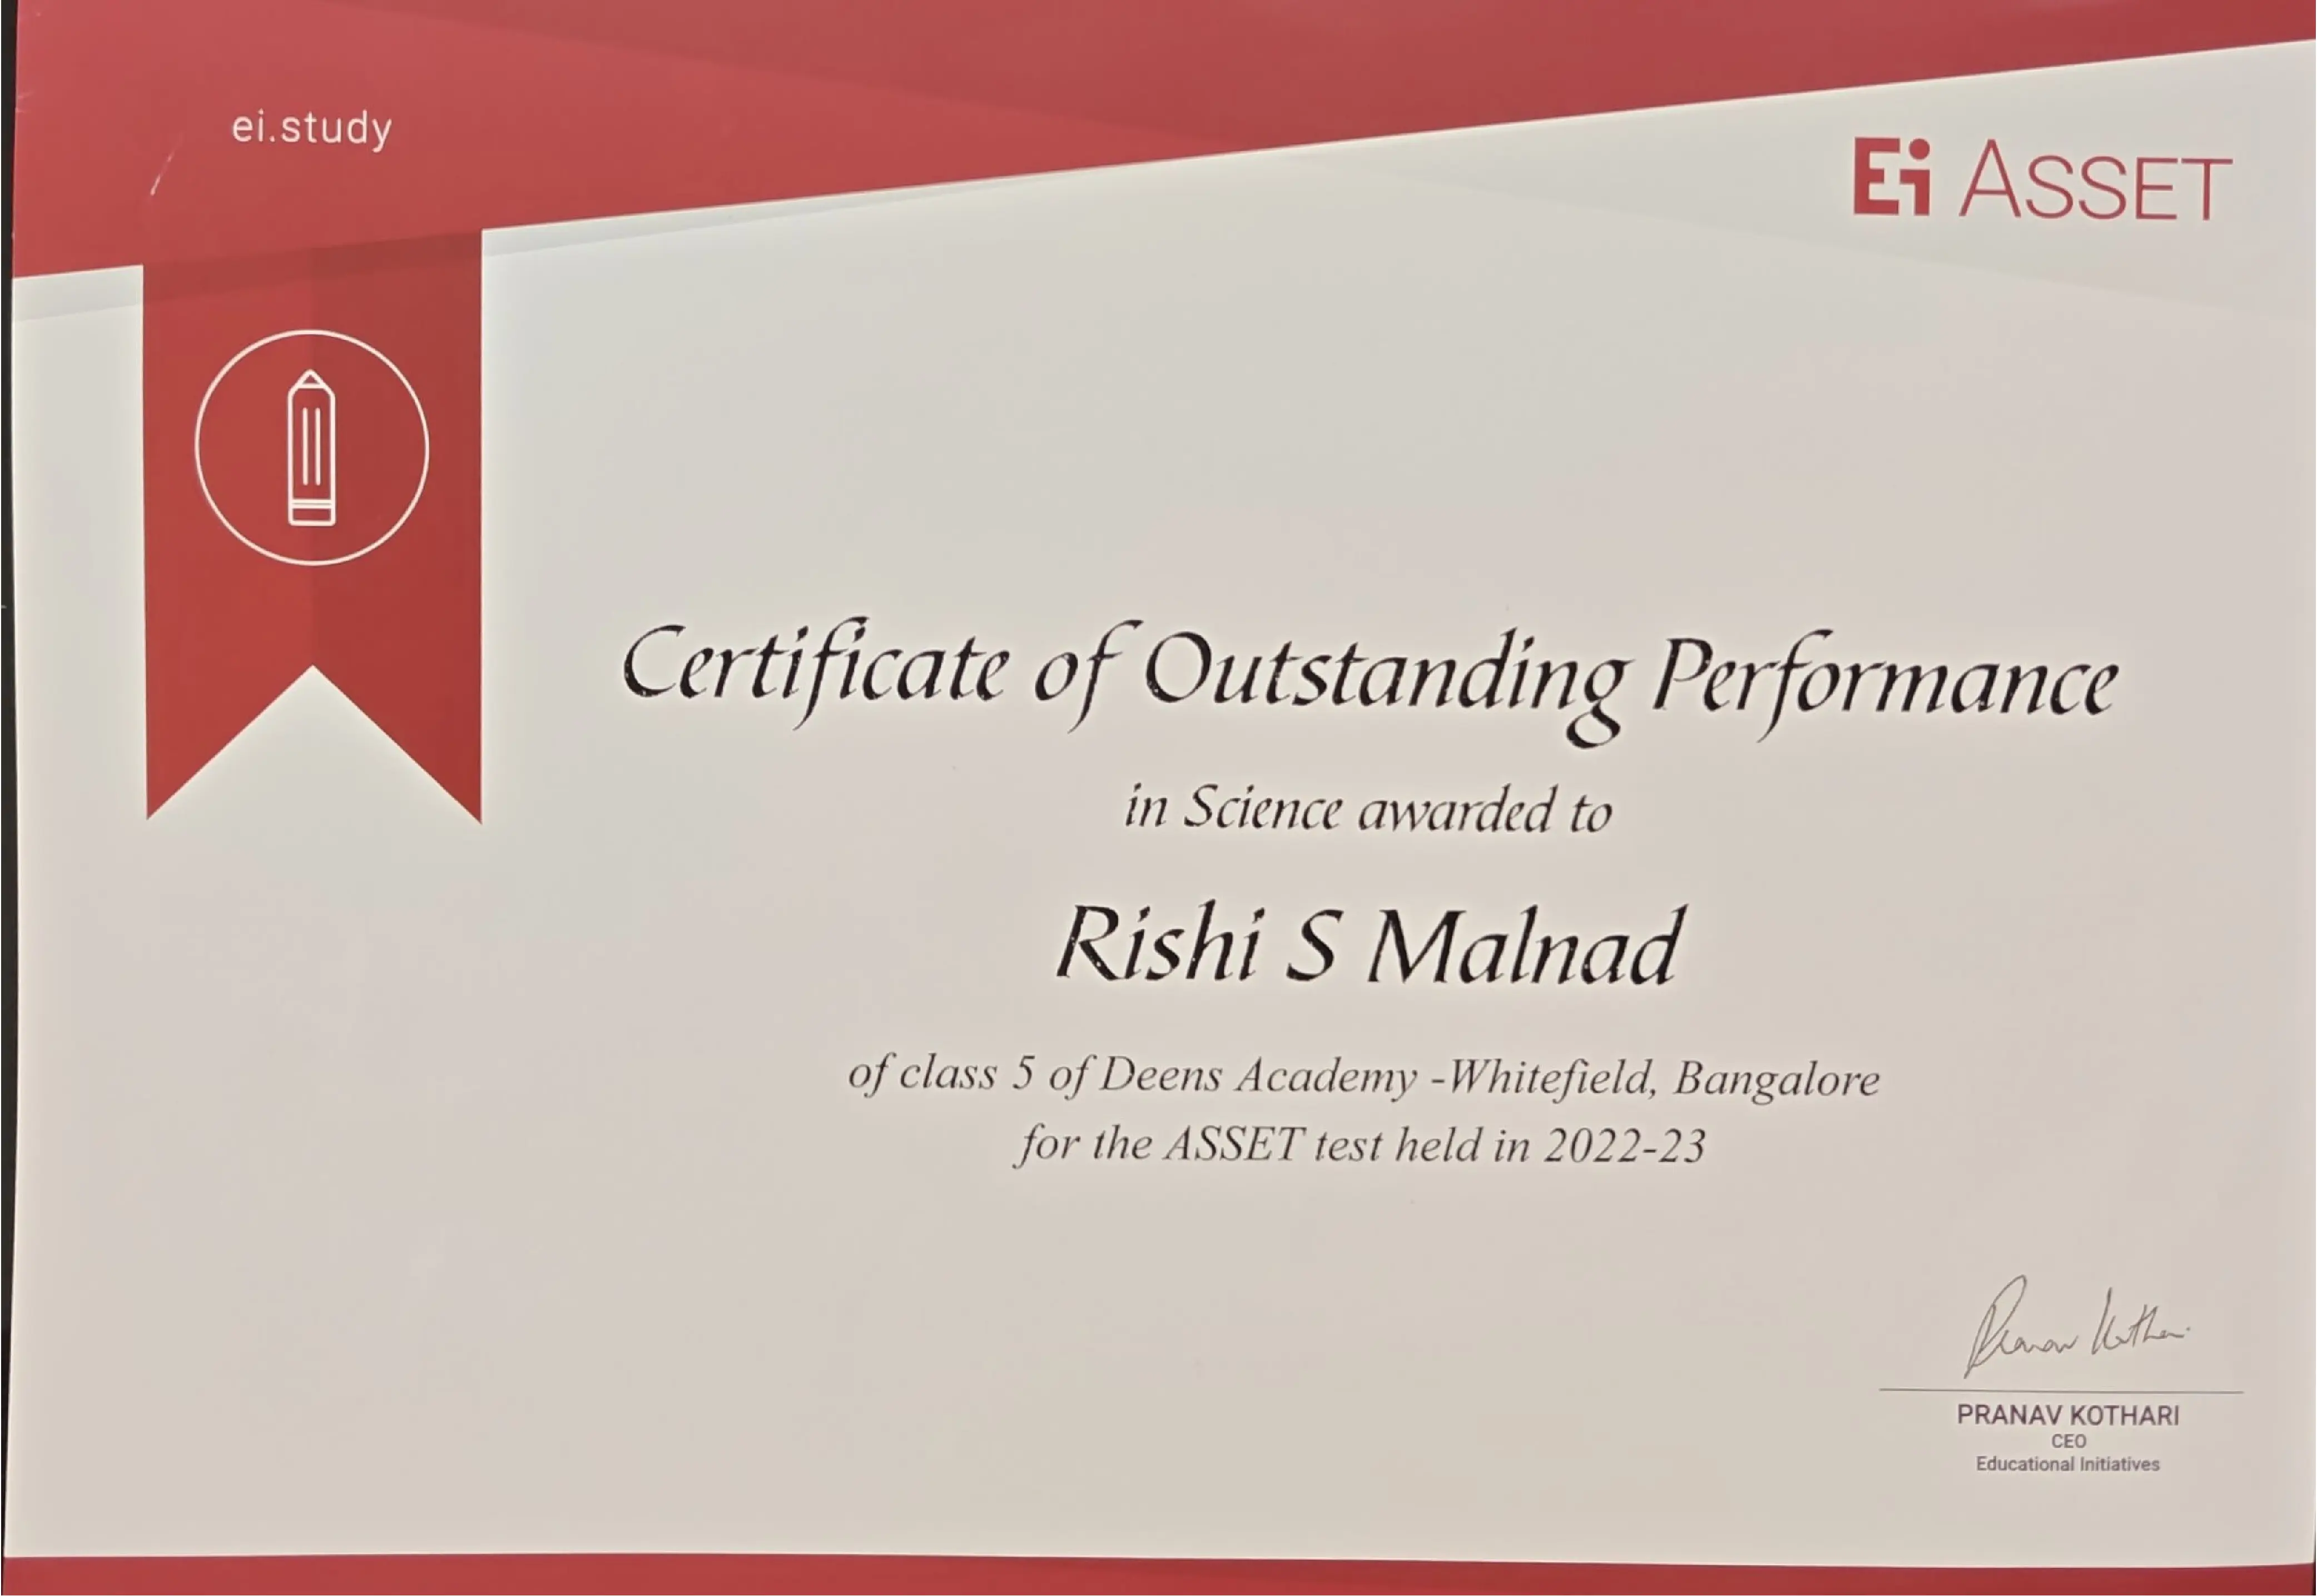 ei.study
Ei ASSET
Certificate of Outstanding Performance
in Science awarded to
Rishi S Malnad
of class 5 of Deens Academy -Whitefield, Bangalore
for the ASSET test held in 2022-23
Pranav Kothari
PRANAV KOTHARI
CEO
Educational Initiatives